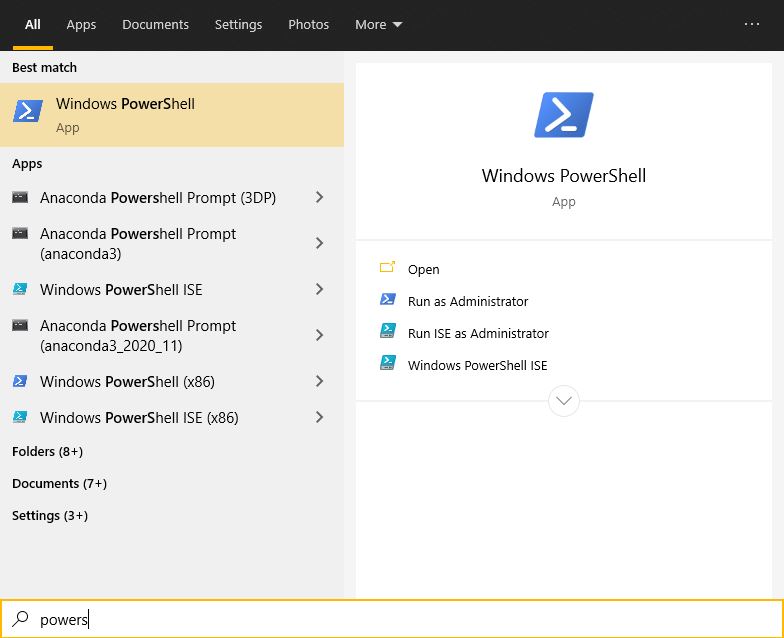 All Apps Documents Settings Photos More ...
Best match
Windows PowerShell
App
Apps
Anaconda Powershell Prompt (3DP)
Anaconda Powershell Prompt
(anaconda3)
Windows PowerShell ISE
Anaconda Powershell Prompt
(anaconda3_2020_11)
Windows PowerShell (x86)
Windows PowerShell ISE (x86)
Folders (8+)
Documents (7+)
Settings (3+)
Windows PowerShell
App
Open
Run as Administrator
Run ISE as Administrator
Windows PowerShell ISE
powers